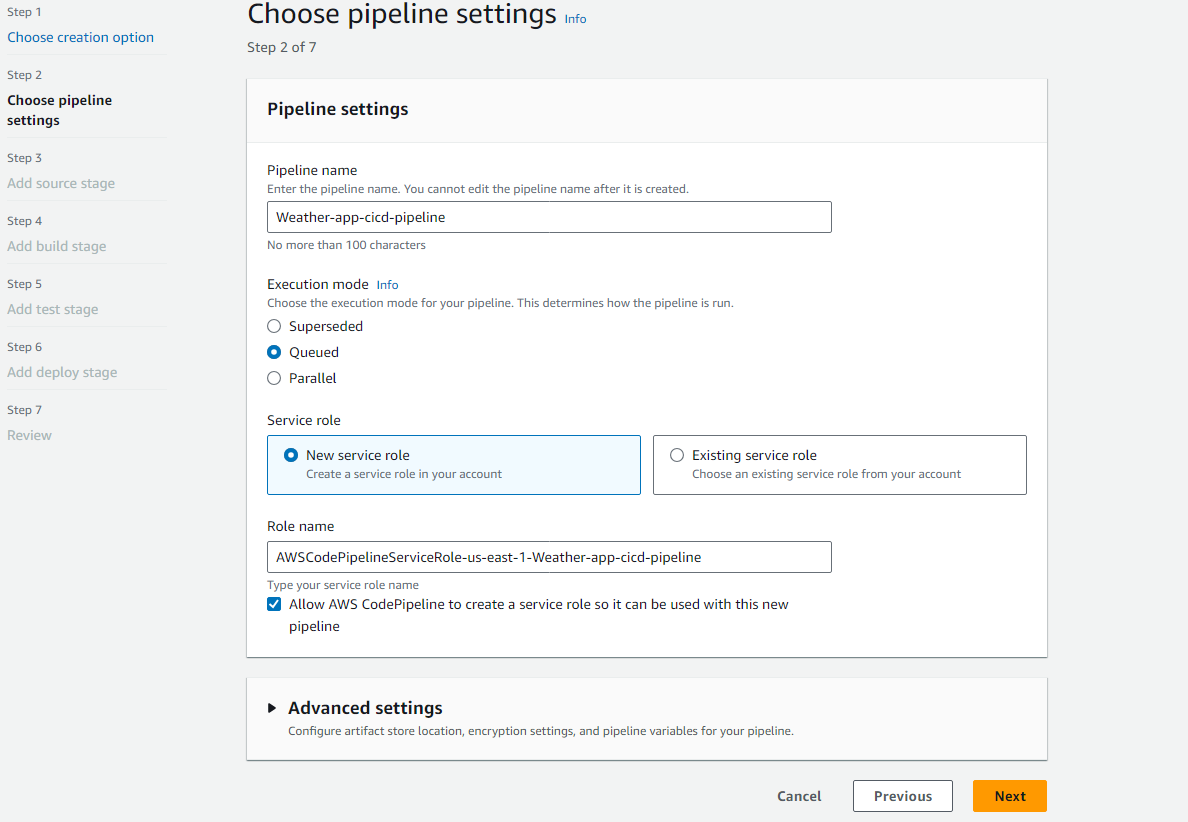 Step 1
Choose creation option
Step 2
Choose pipeline
settings
Step 3
Add source stage
Step 4
Add build stage
Step 5
Add test stage
Step 6
Add deploy stage
Step 7
Review
Choose pipeline settings Info
Step 2 of 7
Pipeline settings
Pipeline name
Enter the pipeline name. You cannot edit the pipeline name after it is created.
Weather-app-cicd-pipeline
No more than 100 characters
Execution mode Info
Choose the execution mode for your pipeline. This determines how the pipeline is run.
Superseded
Queued
Parallel
Service role
New service role
Create a service role in your account
Existing service role
Choose an existing service role from your account
Role name
AWSCodePipelineServiceRole-us-east-1-Weather-app-cicd-pipeline
Type your service role name
Allow AWS CodePipeline to create a service role so it can be used with this new
pipeline
Advanced settings
Configure artifact store location, encryption settings, and pipeline variables for your pipeline.
Cancel
Previous
Next